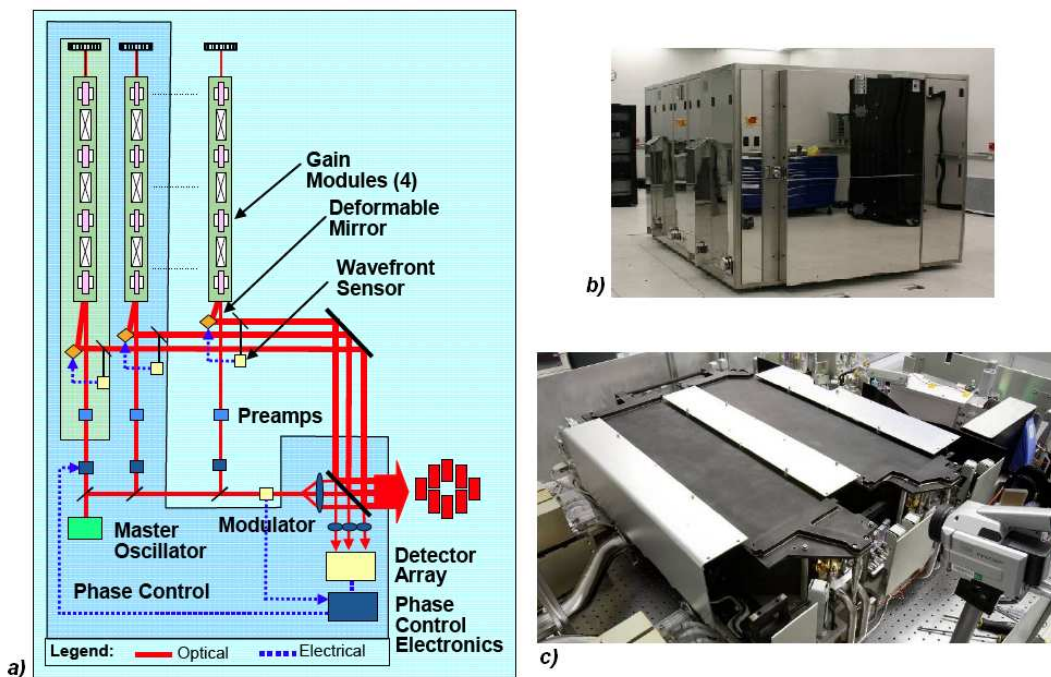 Gain
Modules (4)
Deformable
Mirror
Wavefront
Sensor
Preamps
Modulator
Master
Oscillator
Detector
Array
Phase Control
Phase
Control
Electronics
Legend:
Optical
Electrical
a)
b)
c)